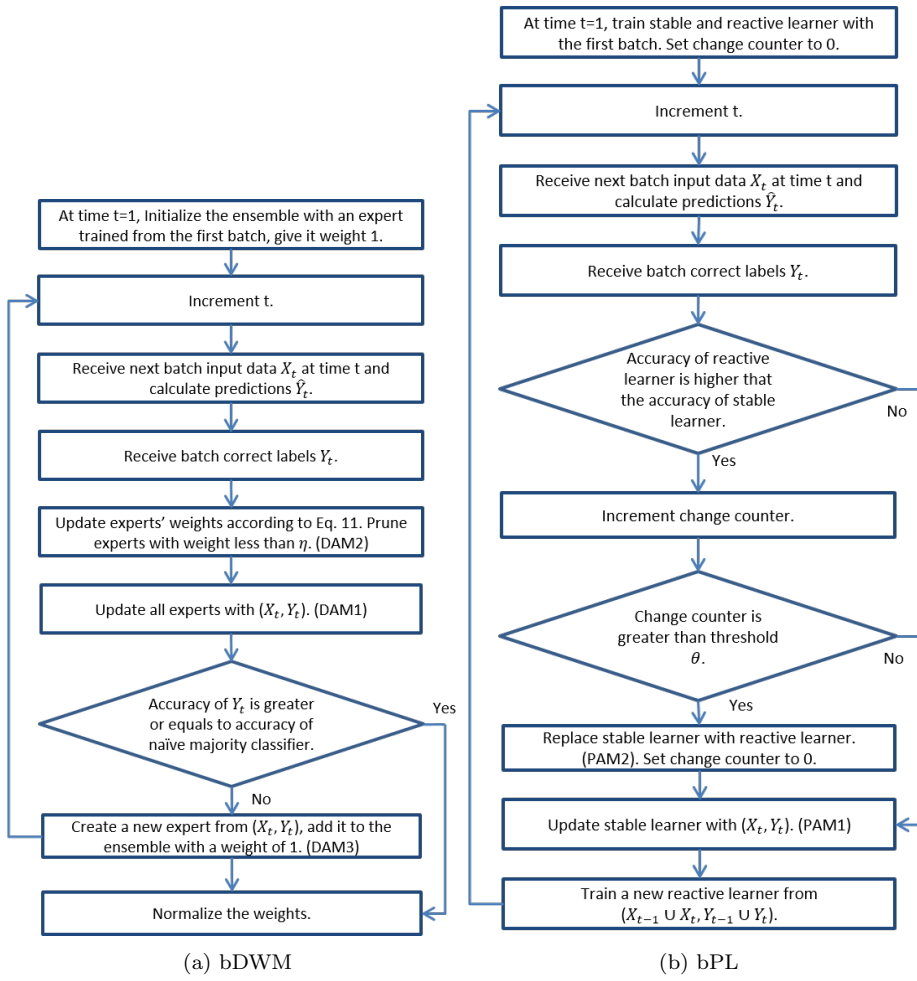 At time t=1, Initialize the ensemble with an expert
trained from the first batch, give it weight 1.
Increment t.
Receive next batch input data X_t at time t and
calculate predictions Ŷ_t.
Receive batch correct labels Y_t.
Update experts' weights according to Eq. 11. Prune
experts with weight less than η. (DAM2)
Update all experts with (X_t, Y_t). (DAM1)
Accuracy of Y_t is greater
or equals to accuracy of
naïve majority classifier.
Yes
No
Create a new expert from (X_t, Y_t), add it to the
ensemble with a weight of 1. (DAM3)
Normalize the weights.
(a) bDWM
At time t=1, train stable and reactive learner with
the first batch. Set change counter to 0.
Increment t.
Receive next batch input data X_t at time t and
calculate predictions Ŷ_t.
Receive batch correct labels Y_t.
Accuracy of reactive
learner is higher that
the accuracy of stable
learner.
No
Yes
Increment change counter.
Change counter is
greater than threshold
θ.
No
Yes
Replace stable learner with reactive learner.
(PAM2). Set change counter to 0.
Update stable learner with (X_t, Y_t). (PAM1)
Train a new reactive learner from
(X_{t−1} ∪ X_t, Y_{t−1} ∪ Y_t).
(b) bPL